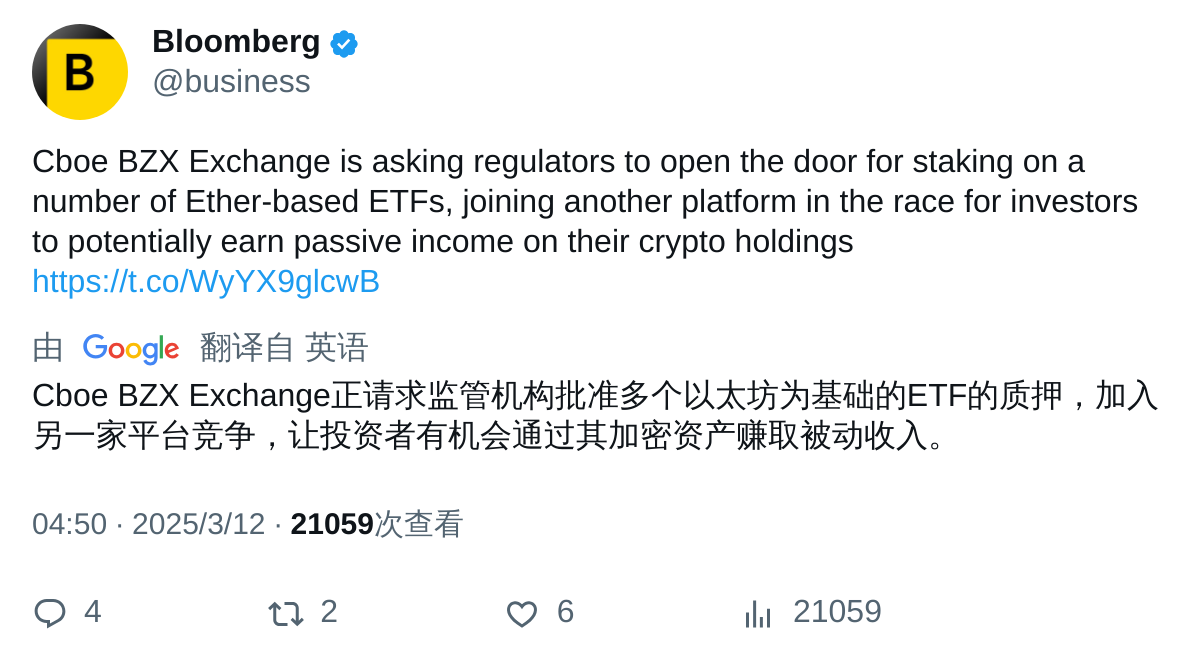 B
Bloomberg
@business
Cboe BZX Exchange is asking regulators to open the door for staking on a
number of Ether-based ETFs, joining another platform in the race for investors
to potentially earn passive income on their crypto holdings
https://t.co/WyYX9glcwB
由 Google 翻译自 英语
Cboe BZX Exchange正请求监管机构批准多个以太坊为基础的ETF的质押，加入
另一家平台竞争，让投资者有机会通过其加密资产赚取被动收入。
04:50 · 2025/3/12 · 21059次查看
4 2 6 21059